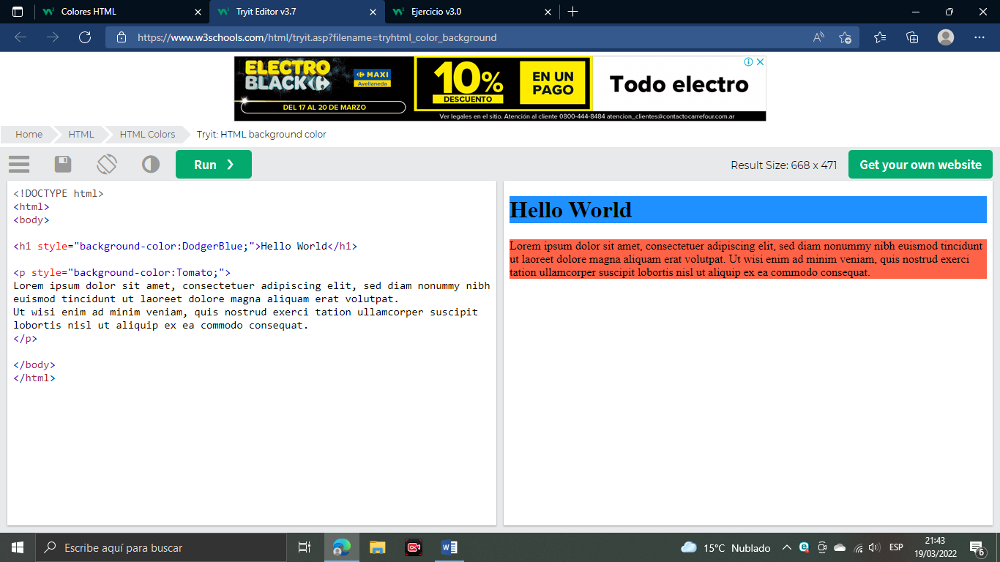 Colores HTML
Tryit Editor v3.7
Ejercicio v3.0
https://www.w3schools.com/html/tryit.asp?filename=tryhtml_color_background
ELECTRO
BLACK
MAXI
Avellaneda
DEL 17 AL 20 DE MARZO
10%
DESCUENTO
EN UN
PAGO
Todo electro
Ver legales en el sitio. Atención al cliente 0800-444-8484 atencion_clientes@contactocarrefour.com.ar
Home HTML HTML Colors Tryit: HTML background color
Run ❯
Result Size: 668 x 471
Get your own website
<!DOCTYPE html>
<html>
<body>
<h1 style="background-color:DodgerBlue;">Hello World</h1>
<p style="background-color:Tomato;">
Lorem ipsum dolor sit amet, consectetuer adipiscing elit, sed diam nonummy nibh
euismod tincidunt ut laoreet dolore magna aliquam erat volutpat.
Ut wisi enim ad minim veniam, quis nostrud exerci tation ullamcorper suscipit
lobortis nisl ut aliquip ex ea commodo consequat.
</p>
</body>
</html>
Hello World
Lorem ipsum dolor sit amet, consectetuer adipiscing elit, sed diam nonummy nibh euismod tincidunt
ut laoreet dolore magna aliquam erat volutpat. Ut wisi enim ad minim veniam, quis nostrud exerci
tation ullamcorper suscipit lobortis nisl ut aliquip ex ea commodo consequat.
Escribe aquí para buscar
15°C Nublado
ESP
21:43
19/03/2022
6